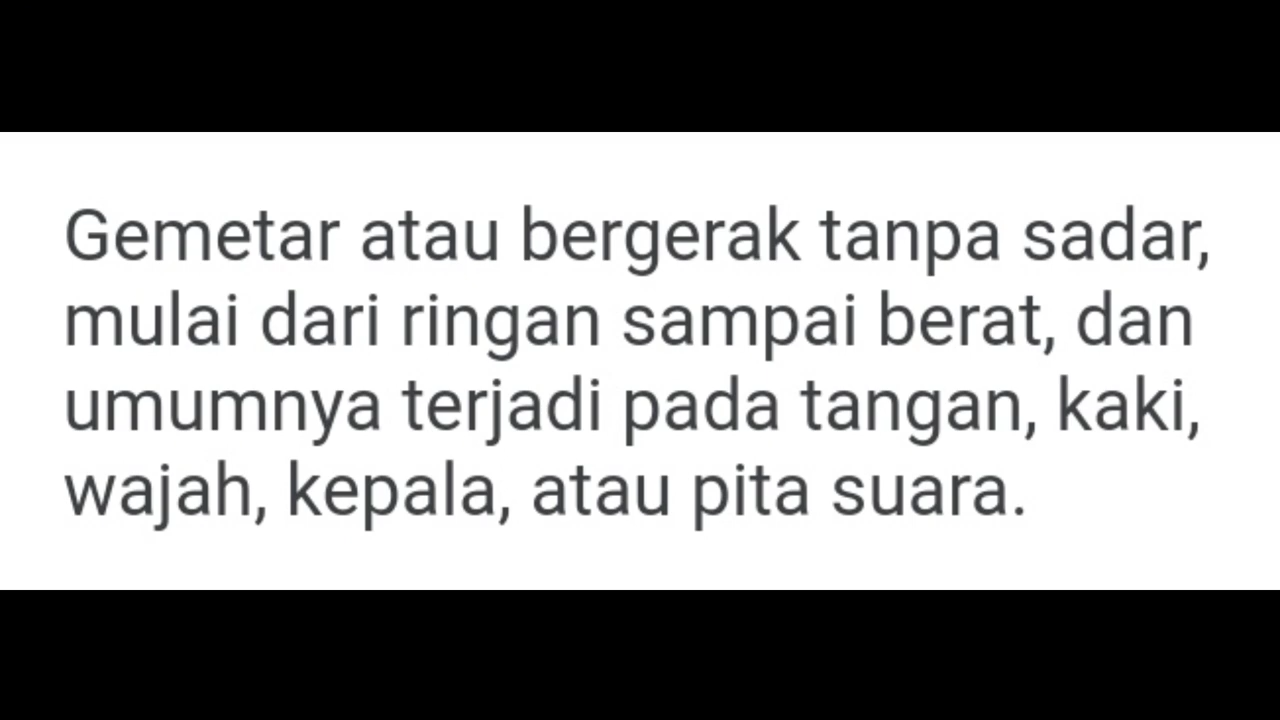 Gemetar atau bergerak tanpa sadar,
mulai dari ringan sampai berat, dan
umumnya terjadi pada tangan, kaki,
wajah, kepala, atau pita suara.